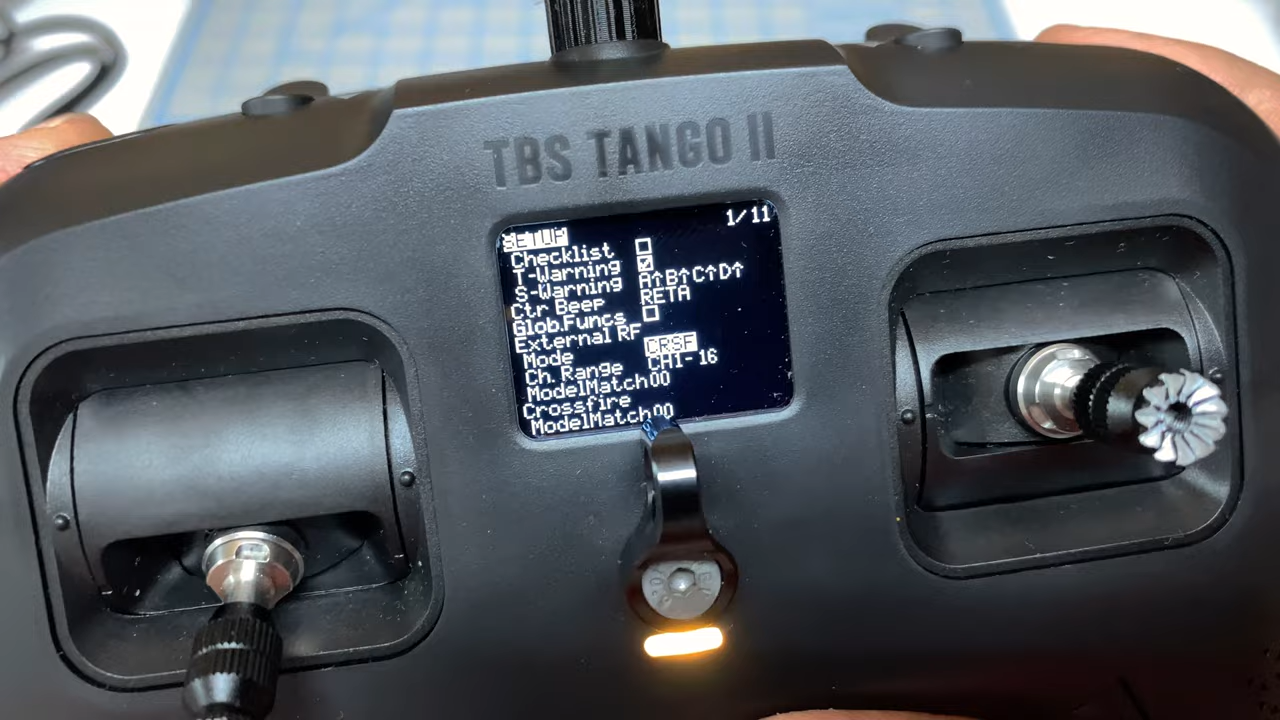 TBS TANGO II
SETUP 1/11
Checklist
T-Warning
S-Warning A↑B↑C↑D↑
Ctr Beep RETA
Glob.Funcs
External RF
Mode CRSF
Ch. Range CH1-16
ModelMatch00
Crossfire
ModelMatch00